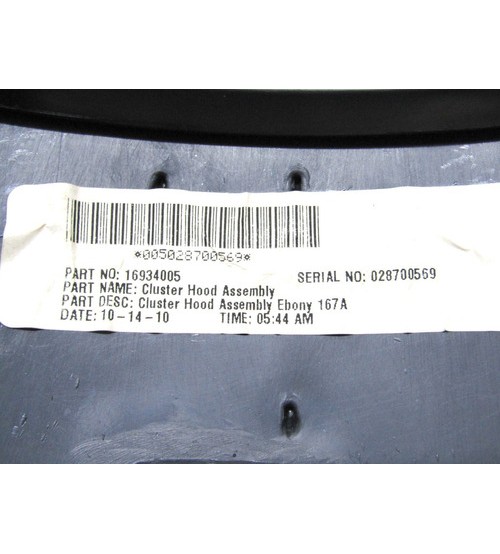 *005028700569*
PART NO: 16934005 SERIAL NO: 028700569
PART NAME: Cluster Hood Assembly
PART DESC: Cluster Hood Assembly Ebony 167A
DATE: 10-14-10 TIME: 05:44 AM